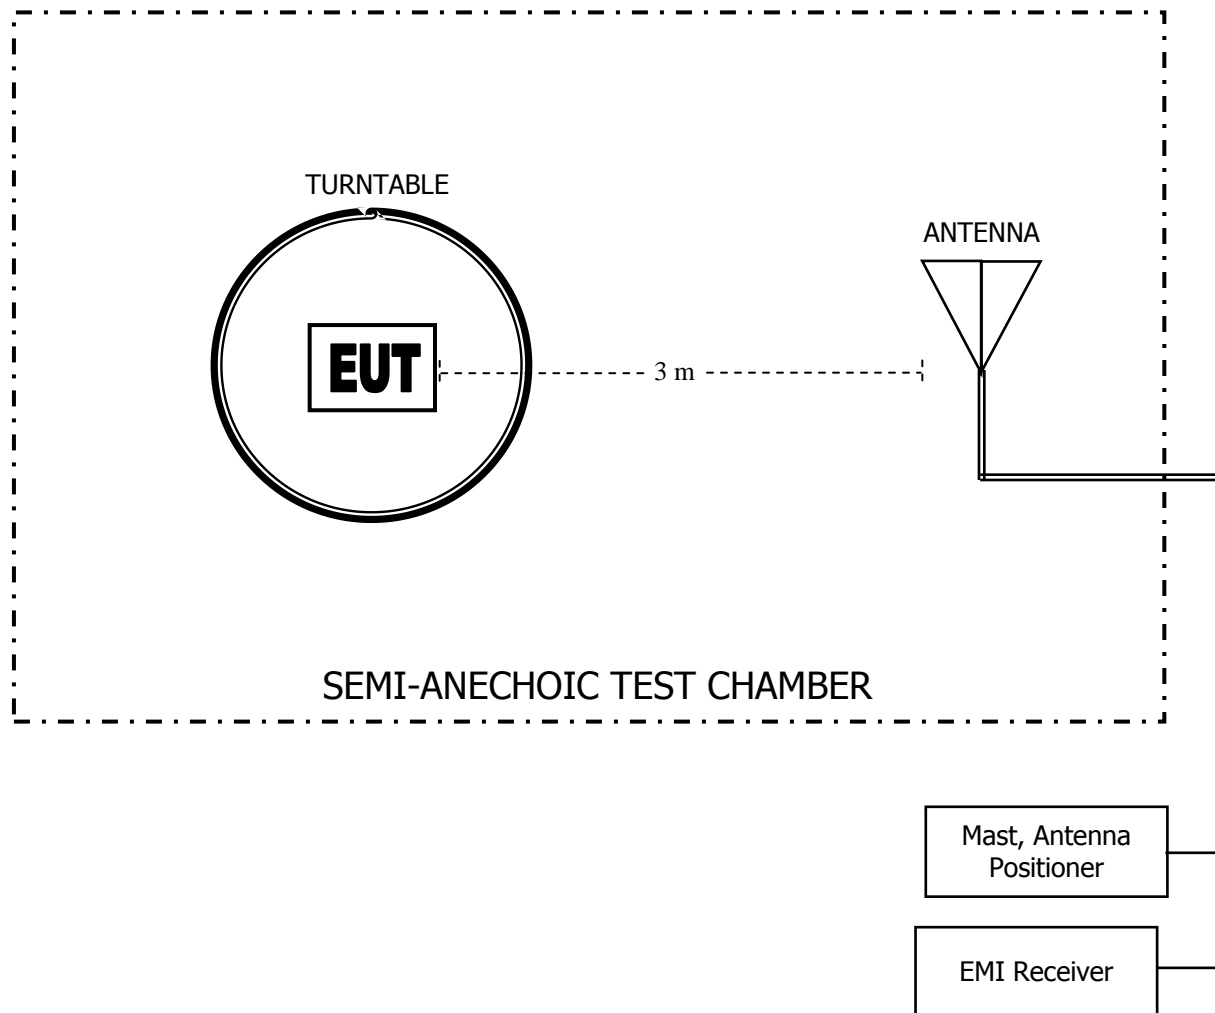 TURNTABLE
ANTENNA
EUT
3 m
SEMI-ANECHOIC TEST CHAMBER
Mast, Antenna
Positioner
EMI Receiver